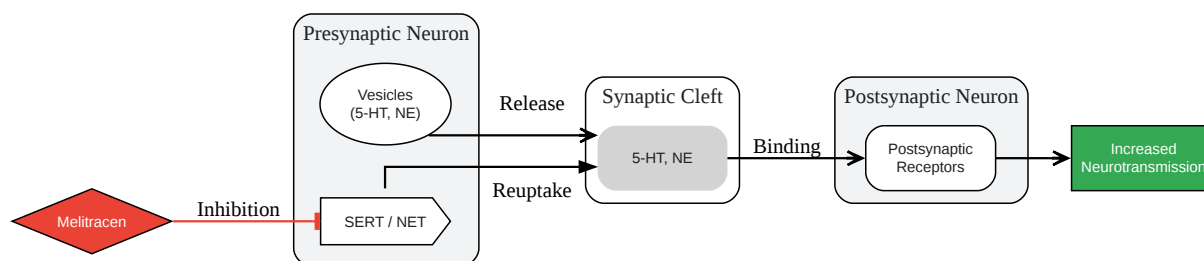 Presynaptic Neuron
Vesicles
(5-HT, NE)
Release
Synaptic Cleft
Postsynaptic Neuron
5-HT, NE
Binding
Postsynaptic
Receptors
Increased
Neurotransmission
Reuptake
Melitracen
Inhibition
SERT / NET